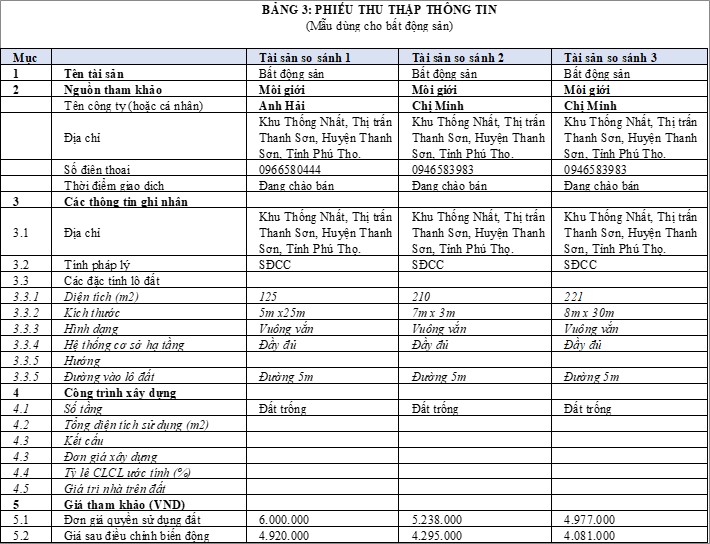 BẢNG 3: PHIẾU THU THẬP THÔNG TIN
(Mẫu dùng cho bất động sản)
Mục Tài sản so sánh 1 Tài sản so sánh 2 Tài sản so sánh 3
1 Tên tài sản Bất động sản Bất động sản Bất động sản
2 Nguồn tham khảo Môi giới Môi giới Môi giới
Tên công ty (hoặc cá nhân) Anh Hải Chị Minh Chị Minh
Địa chỉ Khu Thống Nhất, Thị trấn Thanh Sơn, Huyện Thanh Sơn, Tỉnh Phú Thọ. Khu Thống Nhất, Thị trấn Thanh Sơn, Huyện Thanh Sơn, Tỉnh Phú Thọ. Khu Thống Nhất, Thị trấn Thanh Sơn, Huyện Thanh Sơn, Tỉnh Phú Thọ.
Số điện thoại 0966580444 0946583983 0946583983
Thời điểm giao dịch Đang chào bán Đang chào bán Đang chào bán
3 Các thông tin ghi nhận
3.1 Địa chỉ Khu Thống Nhất, Thị trấn Thanh Sơn, Huyện Thanh Sơn, Tỉnh Phú Thọ. Khu Thống Nhất, Thị trấn Thanh Sơn, Huyện Thanh Sơn, Tỉnh Phú Thọ. Khu Thống Nhất, Thị trấn Thanh Sơn, Huyện Thanh Sơn, Tỉnh Phú Thọ.
3.2 Tính pháp lý SĐCC SĐCC SĐCC
3.3 Các đặc tính lô đất
3.3.1 Diện tích (m2) 125 210 221
3.3.2 Kích thước 5m x25m 7m x 3m 8m x 30m
3.3.3 Hình dạng Vuông vắn Vuông vắn Vuông vắn
3.3.4 Hệ thống cơ sở hạ tầng Đầy đủ Đầy đủ Đầy đủ
3.3.5 Hướng
3.3.5 Đường vào lô đất Đường 5m Đường 5m Đường 5m
4 Công trình xây dựng
4.1 Số tầng Đất trống Đất trống Đất trống
4.2 Tổng diện tích sử dụng (m2)
4.3 Kết cấu
4.3 Đơn giá xây dựng
4.4 Tỷ lệ CLCL ước tính (%)
4.5 Giá trị nhà trên đất
5 Giá tham khảo (VND)
5.1 Đơn giá quyền sử dụng đất 6.000.000 5.238.000 4.977.000
5.2 Giá sau điều chỉnh biến động 4.920.000 4.295.000 4.081.000